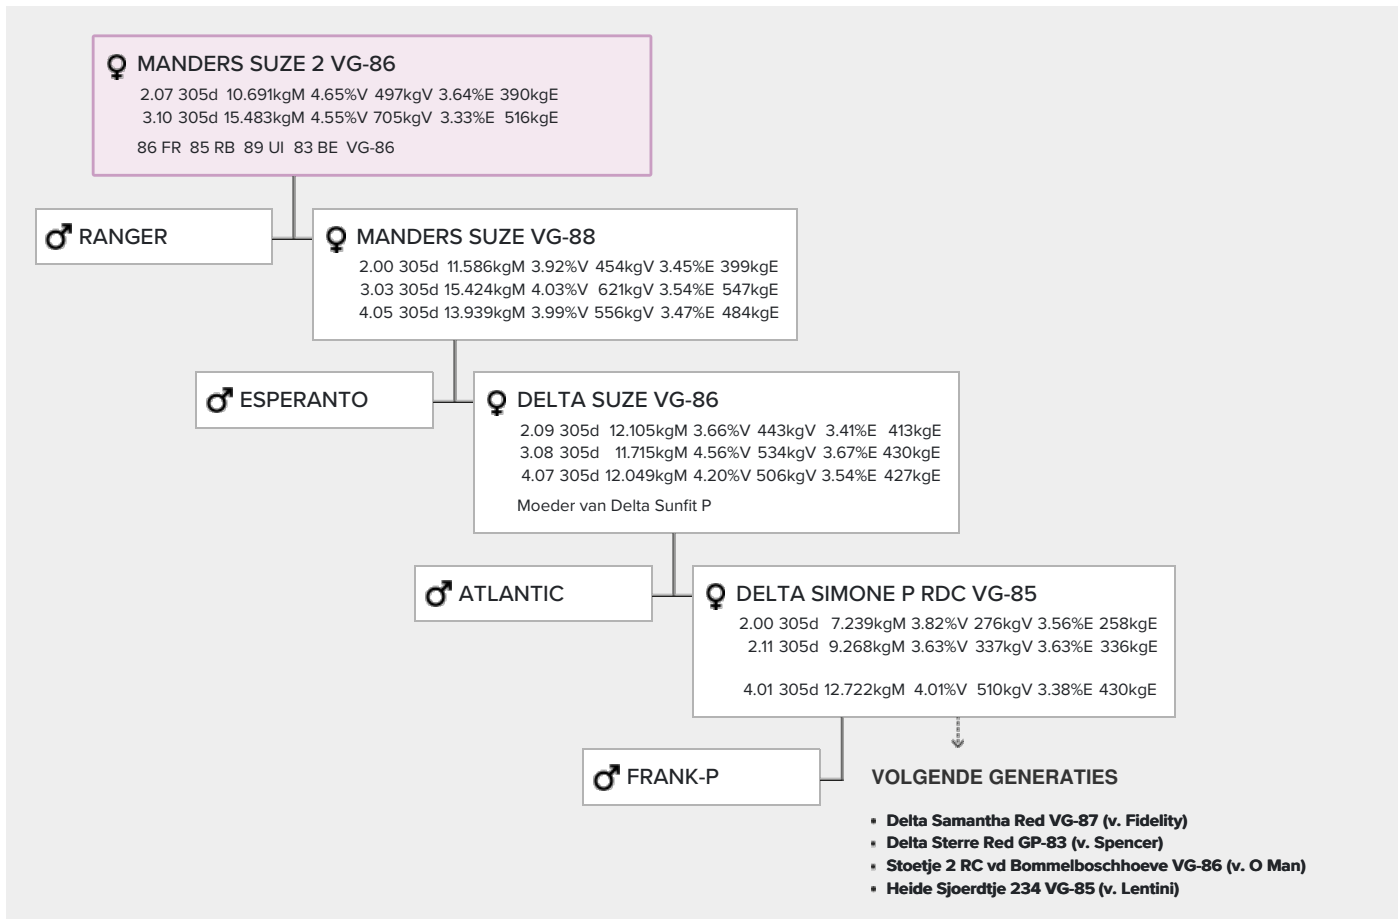 MANDERS SUZE 2 VG-86
2.07 305d 10.691kgM 4.65%V 497kgV 3.64%E 390kgE
3.10 305d 15.483kgM 4.55%V 705kgV 3.33%E 516kgE
86 FR 85 RB 89 UI 83 BE VG-86
RANGER
MANDERS SUZE VG-88
2.00 305d 11.586kgM 3.92%V 454kgV 3.45%E 399kgE
3.03 305d 15.424kgM 4.03%V 621kgV 3.54%E 547kgE
4.05 305d 13.939kgM 3.99%V 556kgV 3.47%E 484kgE
ESPERANTO
DELTA SUZE VG-86
2.09 305d 12.105kgM 3.66%V 443kgV 3.41%E 413kgE
3.08 305d 11.715kgM 4.56%V 534kgV 3.67%E 430kgE
4.07 305d 12.049kgM 4.20%V 506kgV 3.54%E 427kgE
Moeder van Delta Sunfit P
ATLANTIC
DELTA SIMONE P RDC VG-85
2.00 305d 7.239kgM 3.82%V 276kgV 3.56%E 258kgE
2.11 305d 9.268kgM 3.63%V 337kgV 3.63%E 336kgE
4.01 305d 12.722kgM 4.01%V 510kgV 3.38%E 430kgE
FRANK-P
VOLGENDE GENERATIES
• Delta Samantha Red VG-87 (v. Fidelity)
• Delta Sterre Red GP-83 (v. Spencer)
• Stoetje 2 RC vd Bommelboschhoeve VG-86 (v. O Man)
• Heide Sjoerdtje 234 VG-85 (v. Lentini)